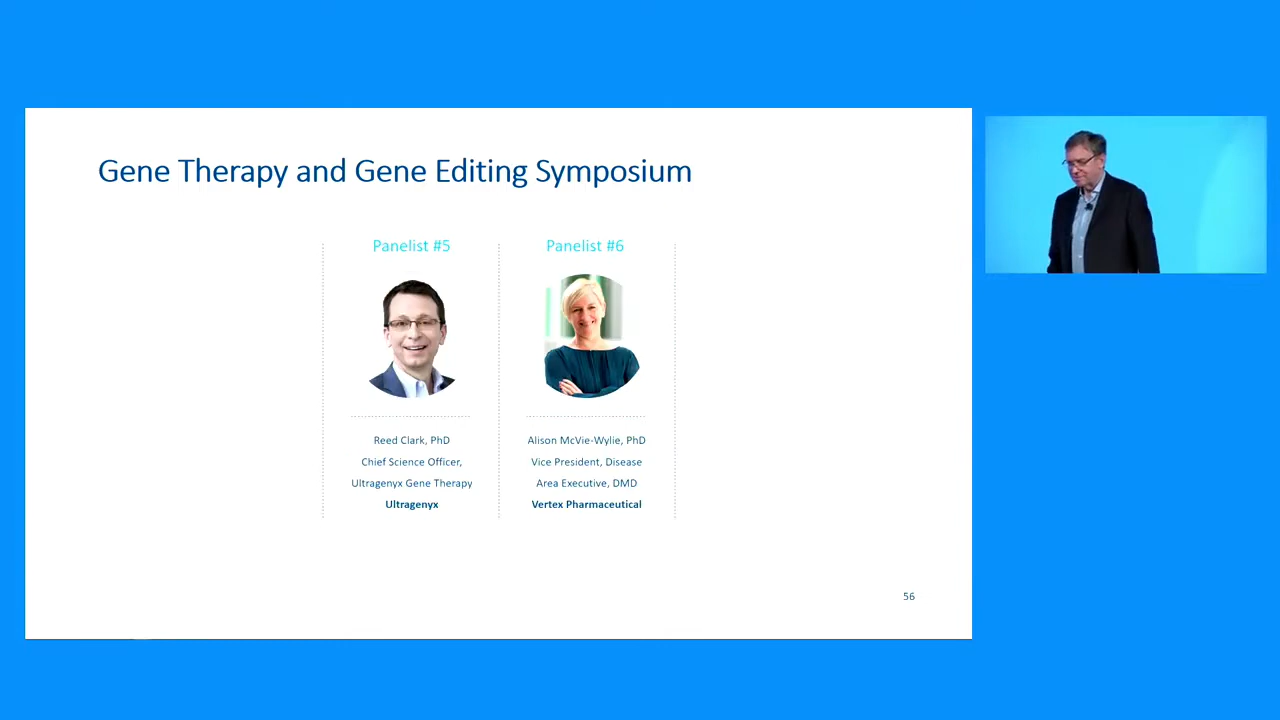 Gene Therapy and Gene Editing Symposium
Panelist #5
Panelist #6
Reed Clark, PhD
Chief Science Officer,
Ultragenyx Gene Therapy
Ultragenyx
Alison McVie-Wylie, PhD
Vice President, Disease
Area Executive, DMD
Vertex Pharmaceutical
56